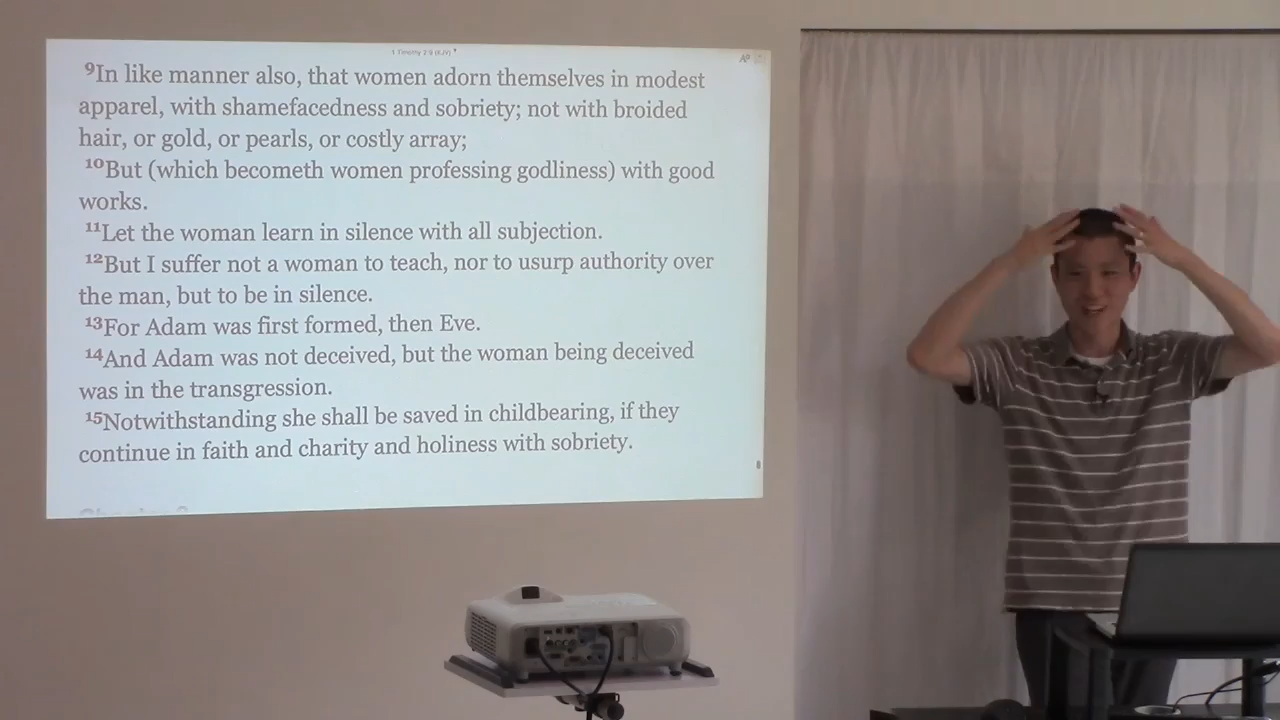 1 Timothy 2:9 (KJV)
⁹In like manner also, that women adorn themselves in modest
apparel, with shamefacedness and sobriety; not with broided
hair, or gold, or pearls, or costly array;
¹⁰But (which becometh women professing godliness) with good
works.
¹¹Let the woman learn in silence with all subjection.
¹²But I suffer not a woman to teach, nor to usurp authority over
the man, but to be in silence.
¹³For Adam was first formed, then Eve.
¹⁴And Adam was not deceived, but the woman being deceived
was in the transgression.
¹⁵Notwithstanding she shall be saved in childbearing, if they
continue in faith and charity and holiness with sobriety.